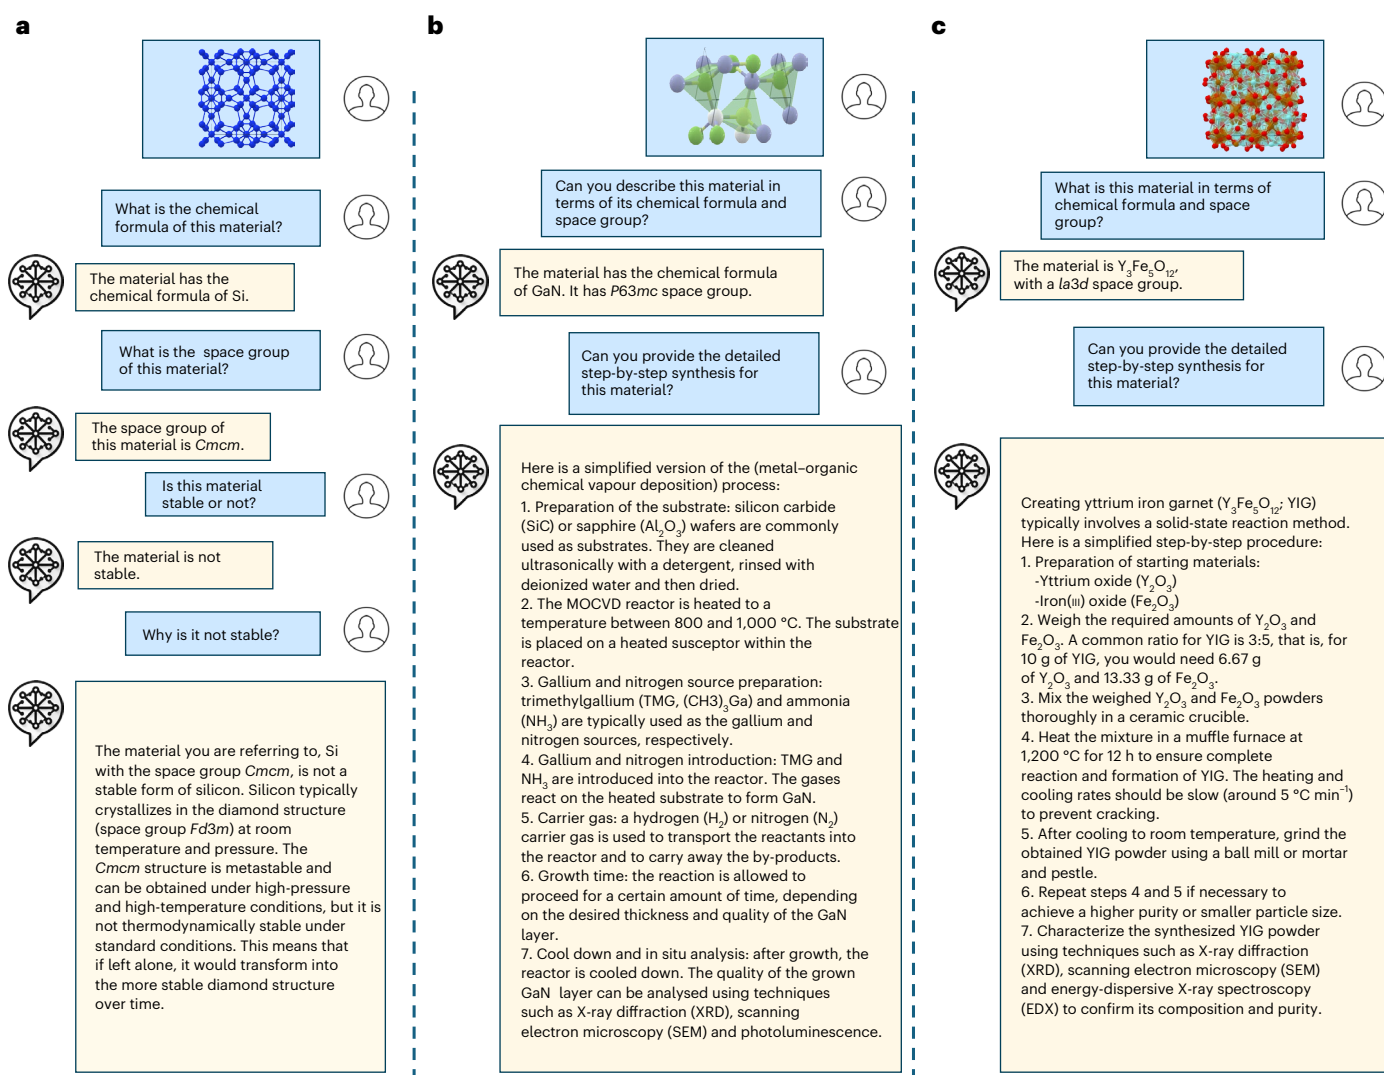 a
What is the chemical
formula of this material?
The material has the
chemical formula of Si.
What is the space group
of this material?
The space group of
this material is Cmcm.
Is this material
stable or not?
The material is not
stable.
Why is it not stable?
The material you are referring to, Si
with the space group Cmcm, is not a
stable form of silicon. Silicon typically
crystallizes in the diamond structure
(space group Fd3m) at room
temperature and pressure. The
Cmcm structure is metastable and
can be obtained under high-pressure
and high-temperature conditions, but it is
not thermodynamically stable under
standard conditions. This means that
if left alone, it would transform into
the more stable diamond structure
over time.
b
Can you describe this material in
terms of its chemical formula and
space group?
The material has the chemical formula
of GaN. It has P63mc space group.
Can you provide the detailed
step-by-step synthesis for
this material?
Here is a simplified version of the (metal–organic
chemical vapour deposition) process:
1. Preparation of the substrate: silicon carbide
(SiC) or sapphire (Al₂O₃) wafers are commonly
used as substrates. They are cleaned
ultrasonically with a detergent, rinsed with
deionized water and then dried.
2. The MOCVD reactor is heated to a
temperature between 800 and 1,000 °C. The substrate
is placed on a heated susceptor within the
reactor.
3. Gallium and nitrogen source preparation:
trimethylgallium (TMG, (CH3)₃Ga) and ammonia
(NH₃) are typically used as the gallium and
nitrogen sources, respectively.
4. Gallium and nitrogen introduction: TMG and
NH₃ are introduced into the reactor. The gases
react on the heated substrate to form GaN.
5. Carrier gas: a hydrogen (H₂) or nitrogen (N₂)
carrier gas is used to transport the reactants into
the reactor and to carry away the by-products.
6. Growth time: the reaction is allowed to
proceed for a certain amount of time, depending
on the desired thickness and quality of the GaN
layer.
7. Cool down and in situ analysis: after growth, the
reactor is cooled down. The quality of the grown
GaN layer can be analysed using techniques
such as X-ray diffraction (XRD), scanning
electron microscopy (SEM) and photoluminescence.
c
What is this material in terms of
chemical formula and space
group?
The material is Y₃Fe₅O₁₂,
with a Ia3d space group.
Can you provide the detailed
step-by-step synthesis for
this material?
Creating yttrium iron garnet (Y₃Fe₅O₁₂; YIG)
typically involves a solid-state reaction method.
Here is a simplified step-by-step procedure:
1. Preparation of starting materials:
-Yttrium oxide (Y₂O₃)
-Iron(III) oxide (Fe₂O₃)
2. Weigh the required amounts of Y₂O₃ and
Fe₂O₃. A common ratio for YIG is 3:5, that is, for
10 g of YIG, you would need 6.67 g
of Y₂O₃ and 13.33 g of Fe₂O₃.
3. Mix the weighed Y₂O₃ and Fe₂O₃ powders
thoroughly in a ceramic crucible.
4. Heat the mixture in a muffle furnace at
1,200 °C for 12 h to ensure complete
reaction and formation of YIG. The heating and
cooling rates should be slow (around 5 °C min⁻¹)
to prevent cracking.
5. After cooling to room temperature, grind the
obtained YIG powder using a ball mill or mortar
and pestle.
6. Repeat steps 4 and 5 if necessary to
achieve a higher purity or smaller particle size.
7. Characterize the synthesized YIG powder
using techniques such as X-ray diffraction
(XRD), scanning electron microscopy (SEM)
and energy-dispersive X-ray spectroscopy
(EDX) to confirm its composition and purity.